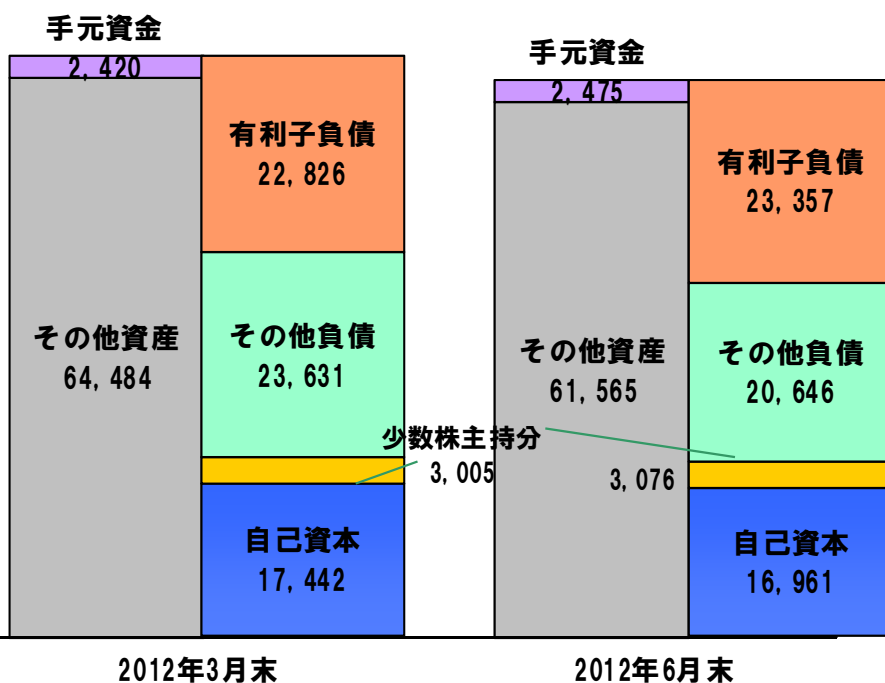 手元資金
2,420
有利子負債
22,826
その他資産
64,484
その他負債
23,631
少数株主持分
3,005
自己資本
17,442
2012年3月末
手元資金
2,475
有利子負債
23,357
その他資産
61,565
その他負債
20,646
3,076
自己資本
16,961
2012年6月末